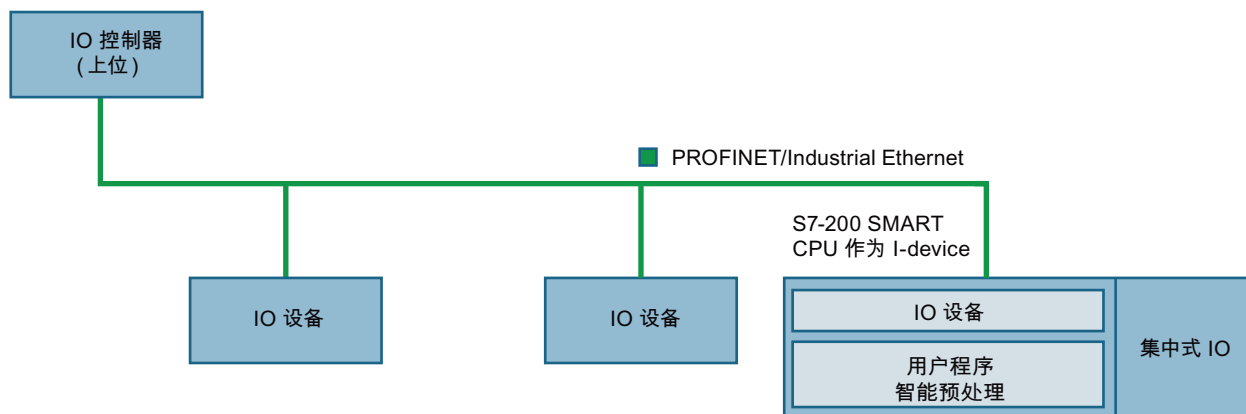 IO 控制器
(上位)
PROFINET/Industrial Ethernet
S7-200 SMART
CPU 作为 I-device
IO 设备
IO 设备
IO 设备
用户程序
智能预处理
集中式 IO